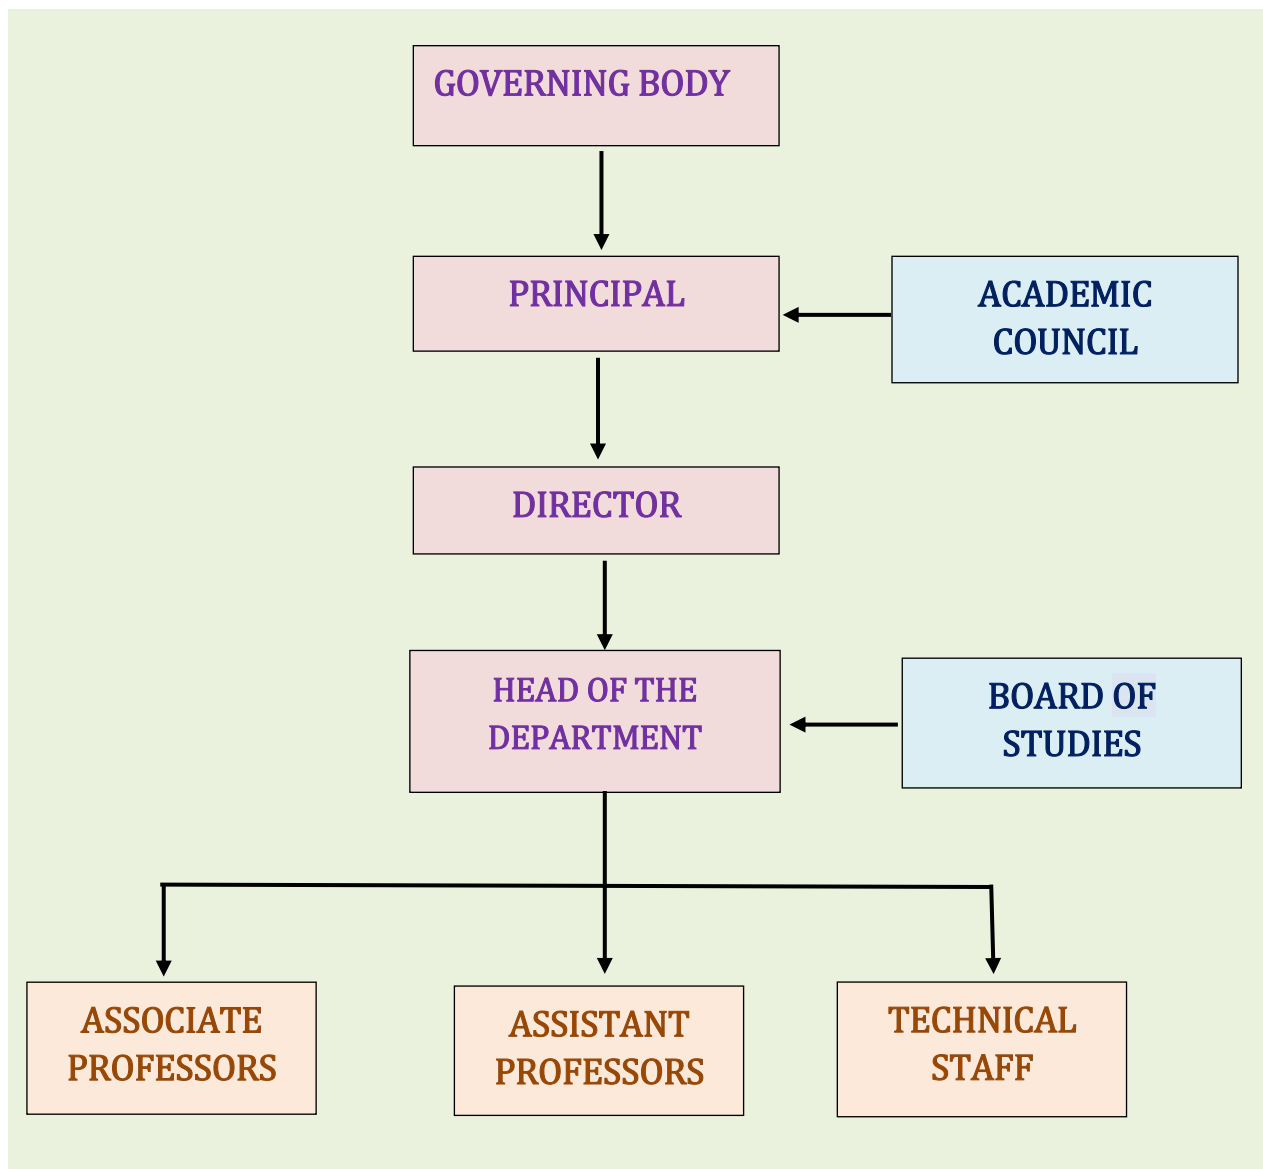 GOVERNING BODY
PRINCIPAL
ACADEMIC
COUNCIL
DIRECTOR
HEAD OF THE
DEPARTMENT
BOARD OF
STUDIES
ASSOCIATE
PROFESSORS
ASSISTANT
PROFESSORS
TECHNICAL
STAFF